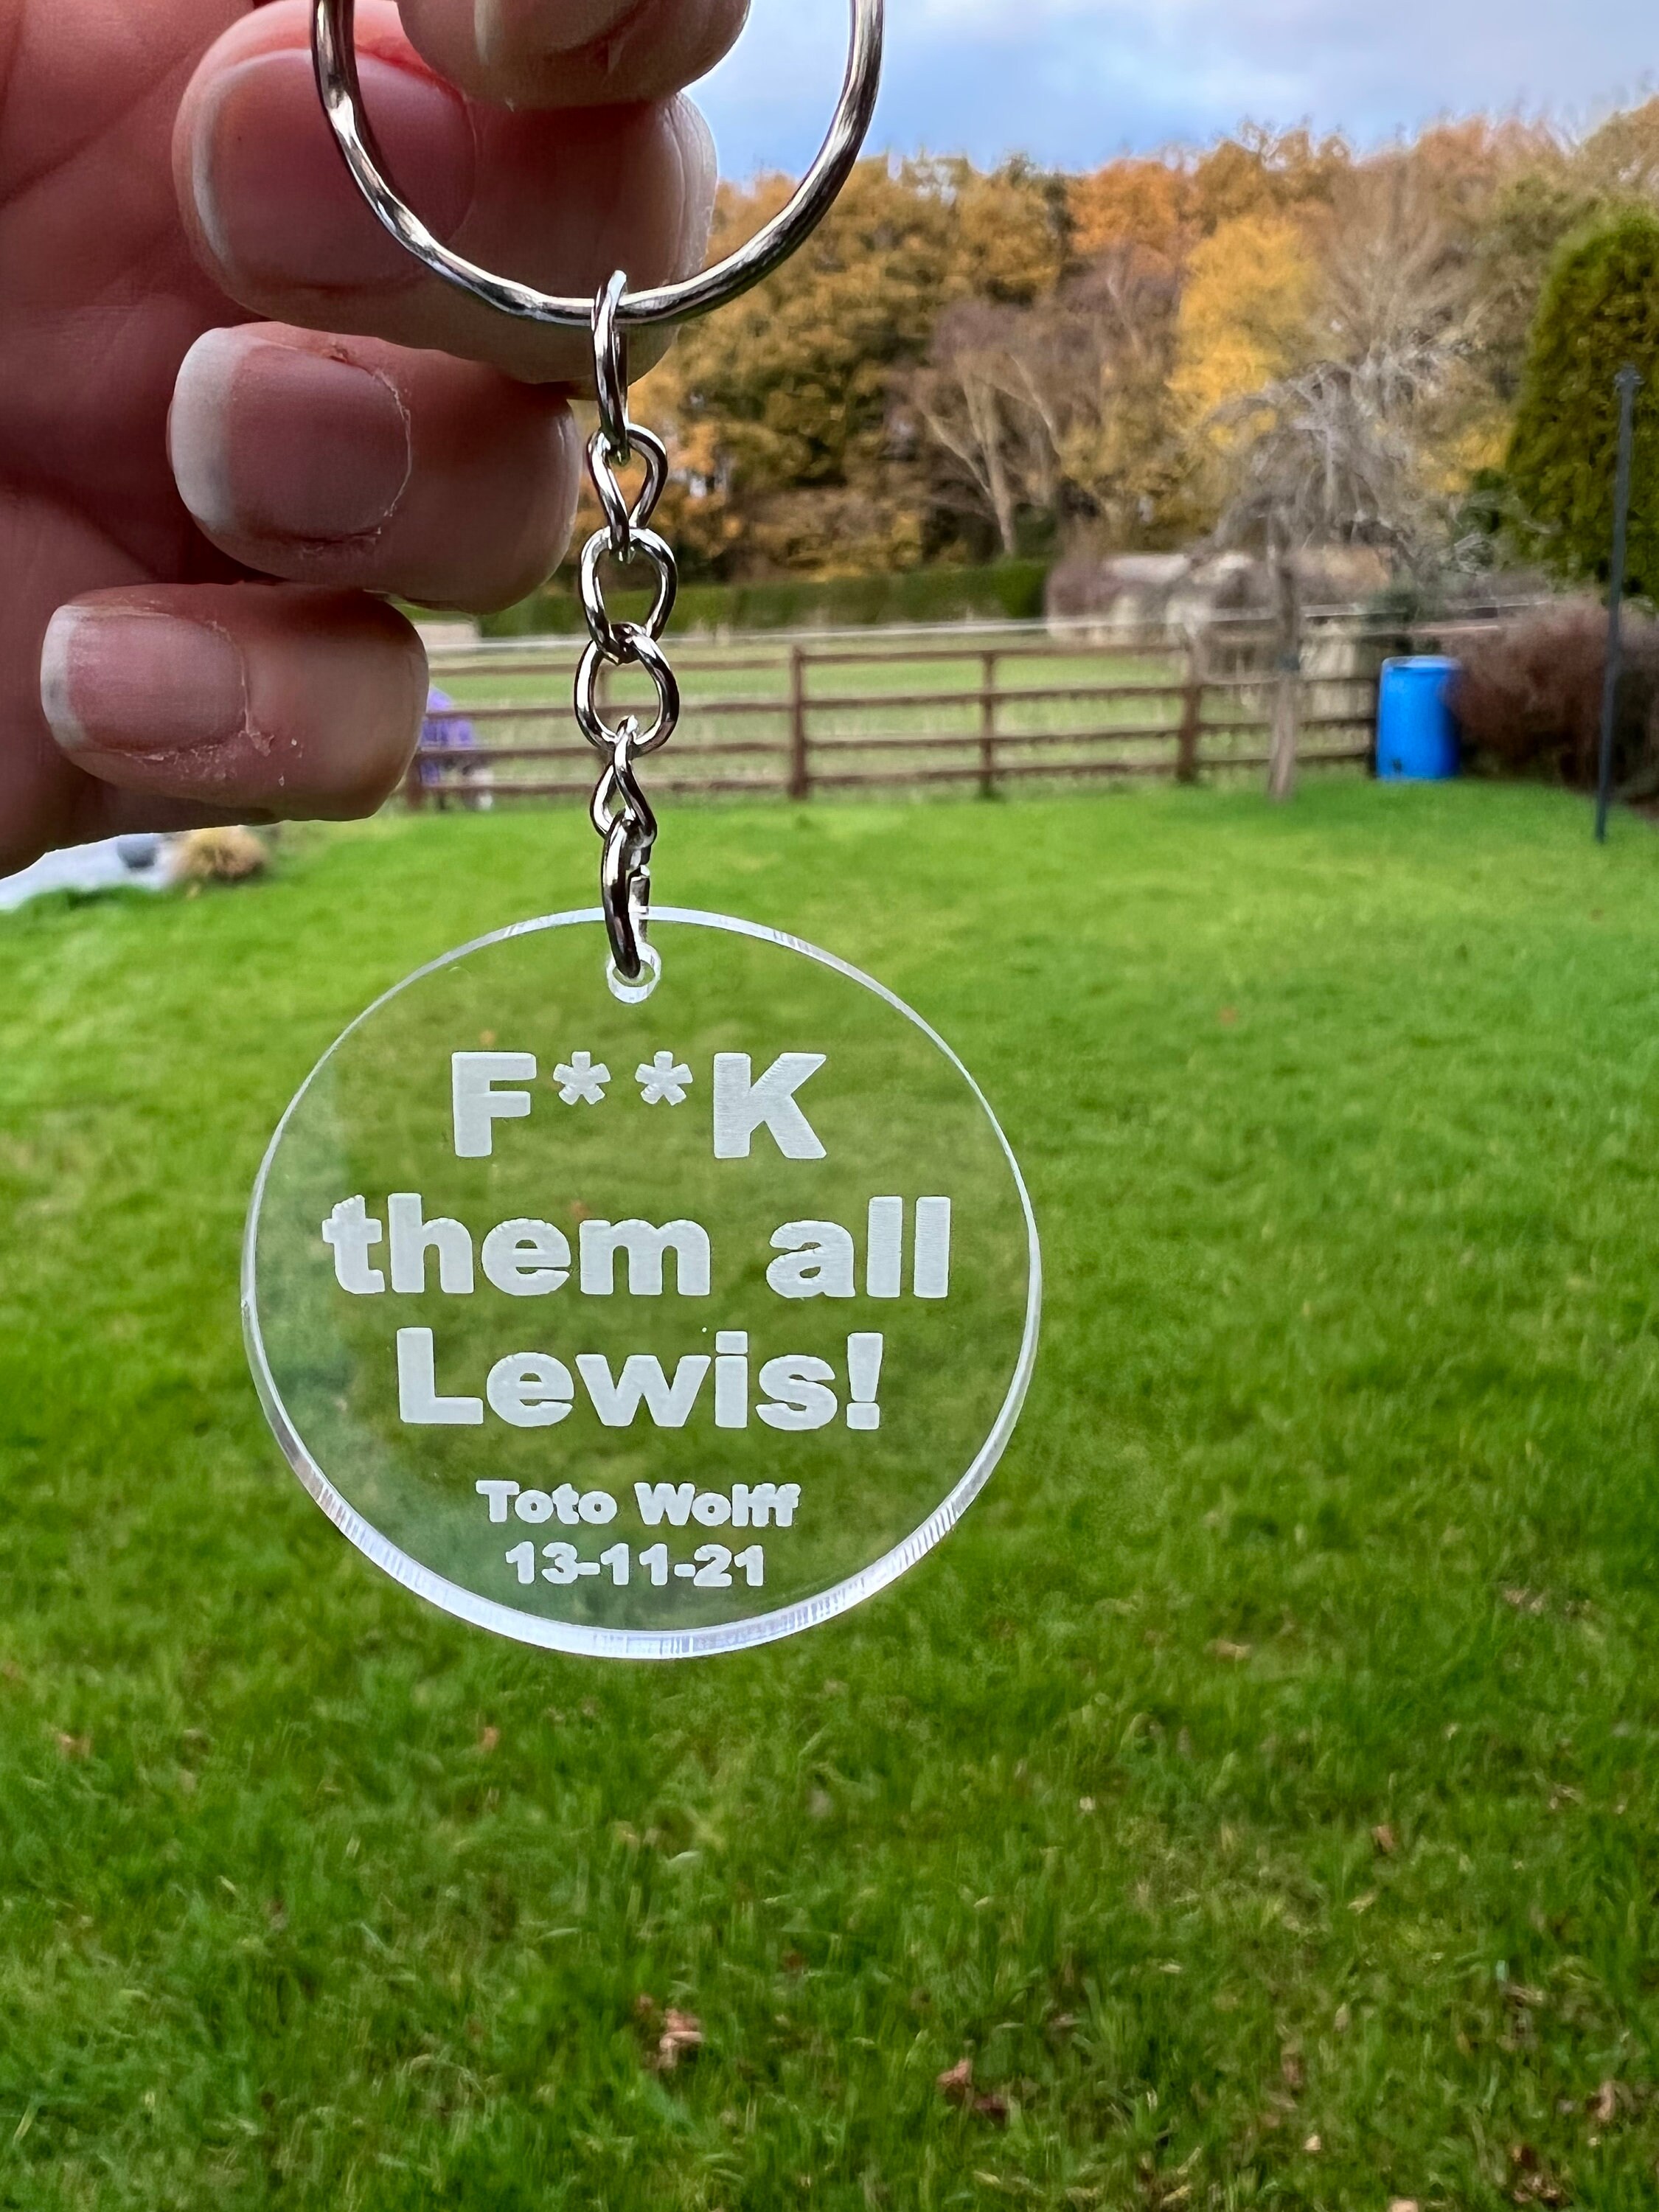 F**K
them all
Lewis!
Toto Wolff
13-11-21